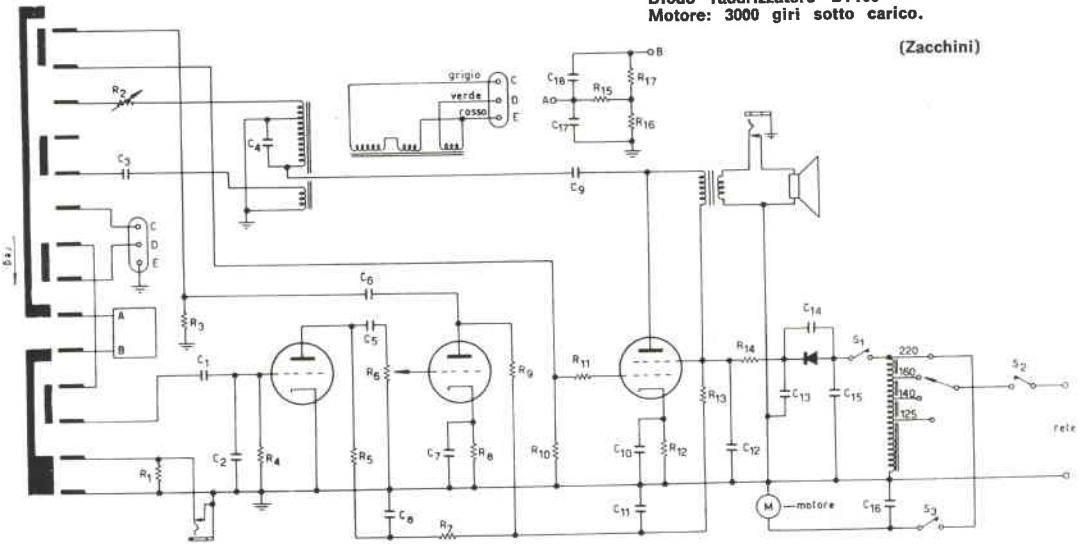 Motore: 3000 giri sotto carico.
(Zacchini)
R2
C3
C4
grigio
verde
rosso
C
D
E
C18
A
C17
R15
B
R17
R16
C9
C
D
E
reg
A
B
R3
C6
C5
C1
R6
R9
R11
R14
C14
S1
220
160
140
125
S2
rete
R13
C13
C15
R1
C2
R4
R5
C7
R8
R10
C10
R12
C12
C8
R7
C11
M
motore
C16
S3